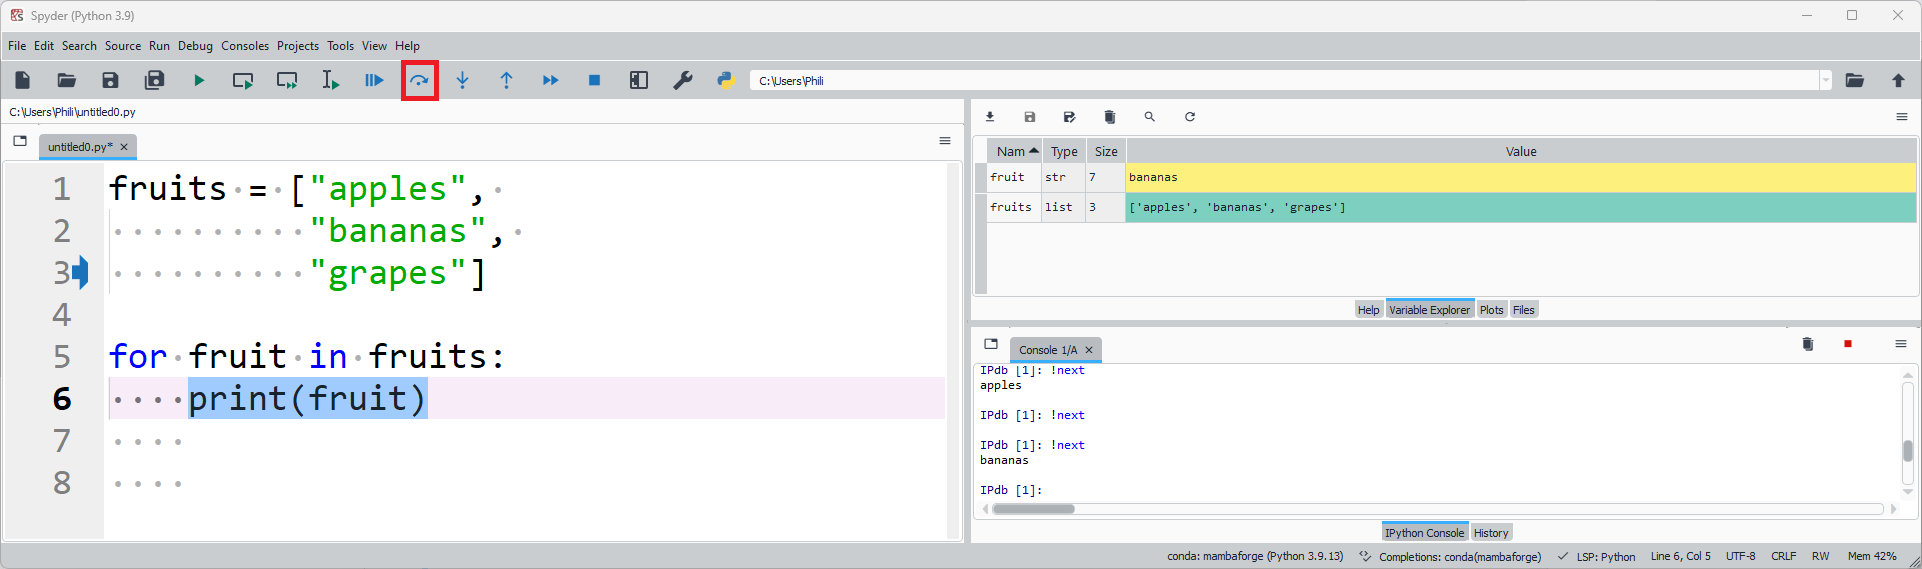 Spyder (Python 3.9)
File Edit Search Source Run Debug Consoles Projects Tools View Help
C:\Users\Phili
C:\Users\Phili\untitled0.py
untitled0.py*
1 fruits = ["apples",
2 "bananas",
3 "grapes"]
4
5 for fruit in fruits:
6 print(fruit)
7
8
Nam Type Size Value
fruit str 7 bananas
fruits list 3 ['apples', 'bananas', 'grapes']
Help Variable Explorer Plots Files
Console 1/A
IPdb [1]: !next
apples
IPdb [1]: !next
IPdb [1]: !next
bananas
IPdb [1]:
IPython Console History
conda: mambaforge (Python 3.9.13) Completions: conda(mambaforge) LSP: Python Line 6, Col 5 UTF-8 CRLF RW Mem 42%